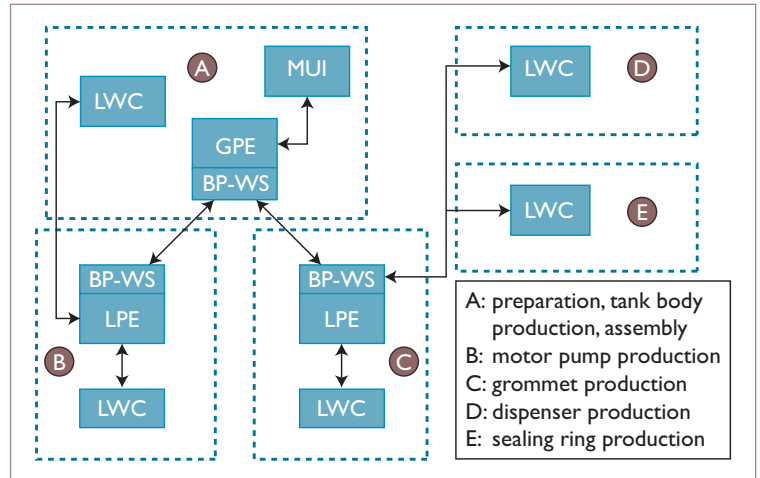 A
MUI
LWC
GPE
BP-WS
LWC
D
LWC
E
BP-WS
LPE
B
LWC
BP-WS
LPE
C
LWC
A: preparation, tank body
production, assembly
B: motor pump production
C: grommet production
D: dispenser production
E: sealing ring production